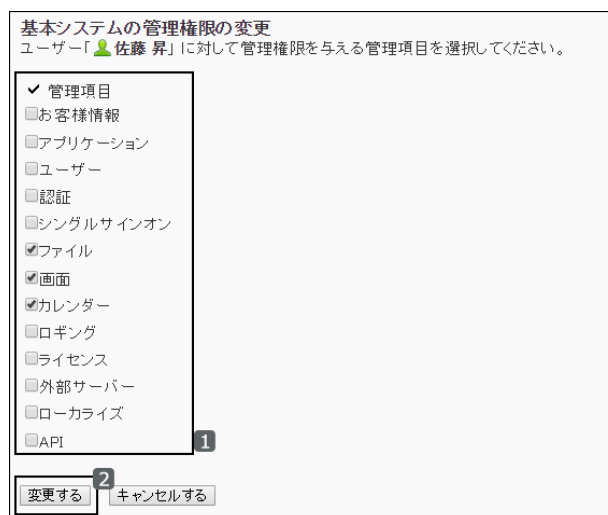 基本システムの管理権限の変更
ユーザー「佐藤 昇」に対して管理権限を与える管理項目を選択してください。
管理項目
お客様情報
アプリケーション
ユーザー
認証
シングルサインオン
ファイル
画面
カレンダー
ロギング
ライセンス
外部サーバー
ローカライズ
API
1
2
変更する キャンセルする